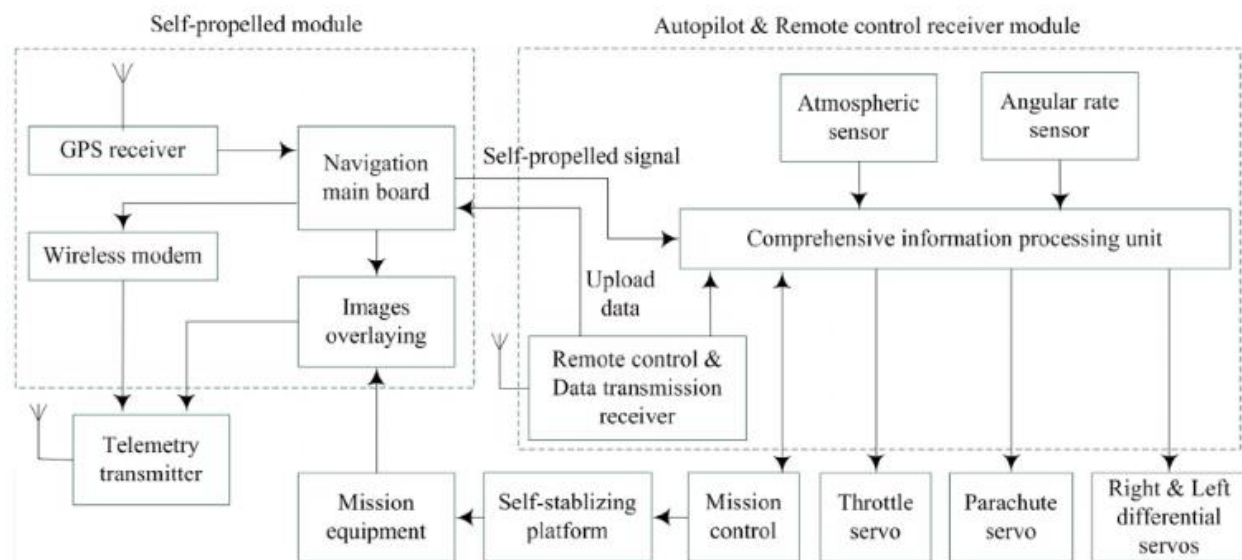 Self-propelled module
Autopilot & Remote control receiver module
GPS receiver
Navigation
main board
Wireless modem
Images
overlaying
Telemetry
transmitter
Self-propelled signal
Upload
data
Atmospheric
sensor
Angular rate
sensor
Comprehensive information processing unit
Remote control &
Data transmission
receiver
Mission
equipment
Self-stablizing
platform
Mission
control
Throttle
servo
Parachute
servo
Right & Left
differential
servos